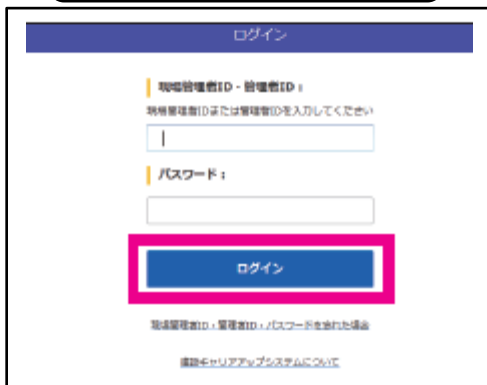 ログイン
現場管理者ID・管理者ID：
現場管理者IDまたは管理者IDを入力してください
パスワード：
ログイン
現場管理者ID・管理者ID・パスワードを忘れた場合
建設キャリアアップシステムについて